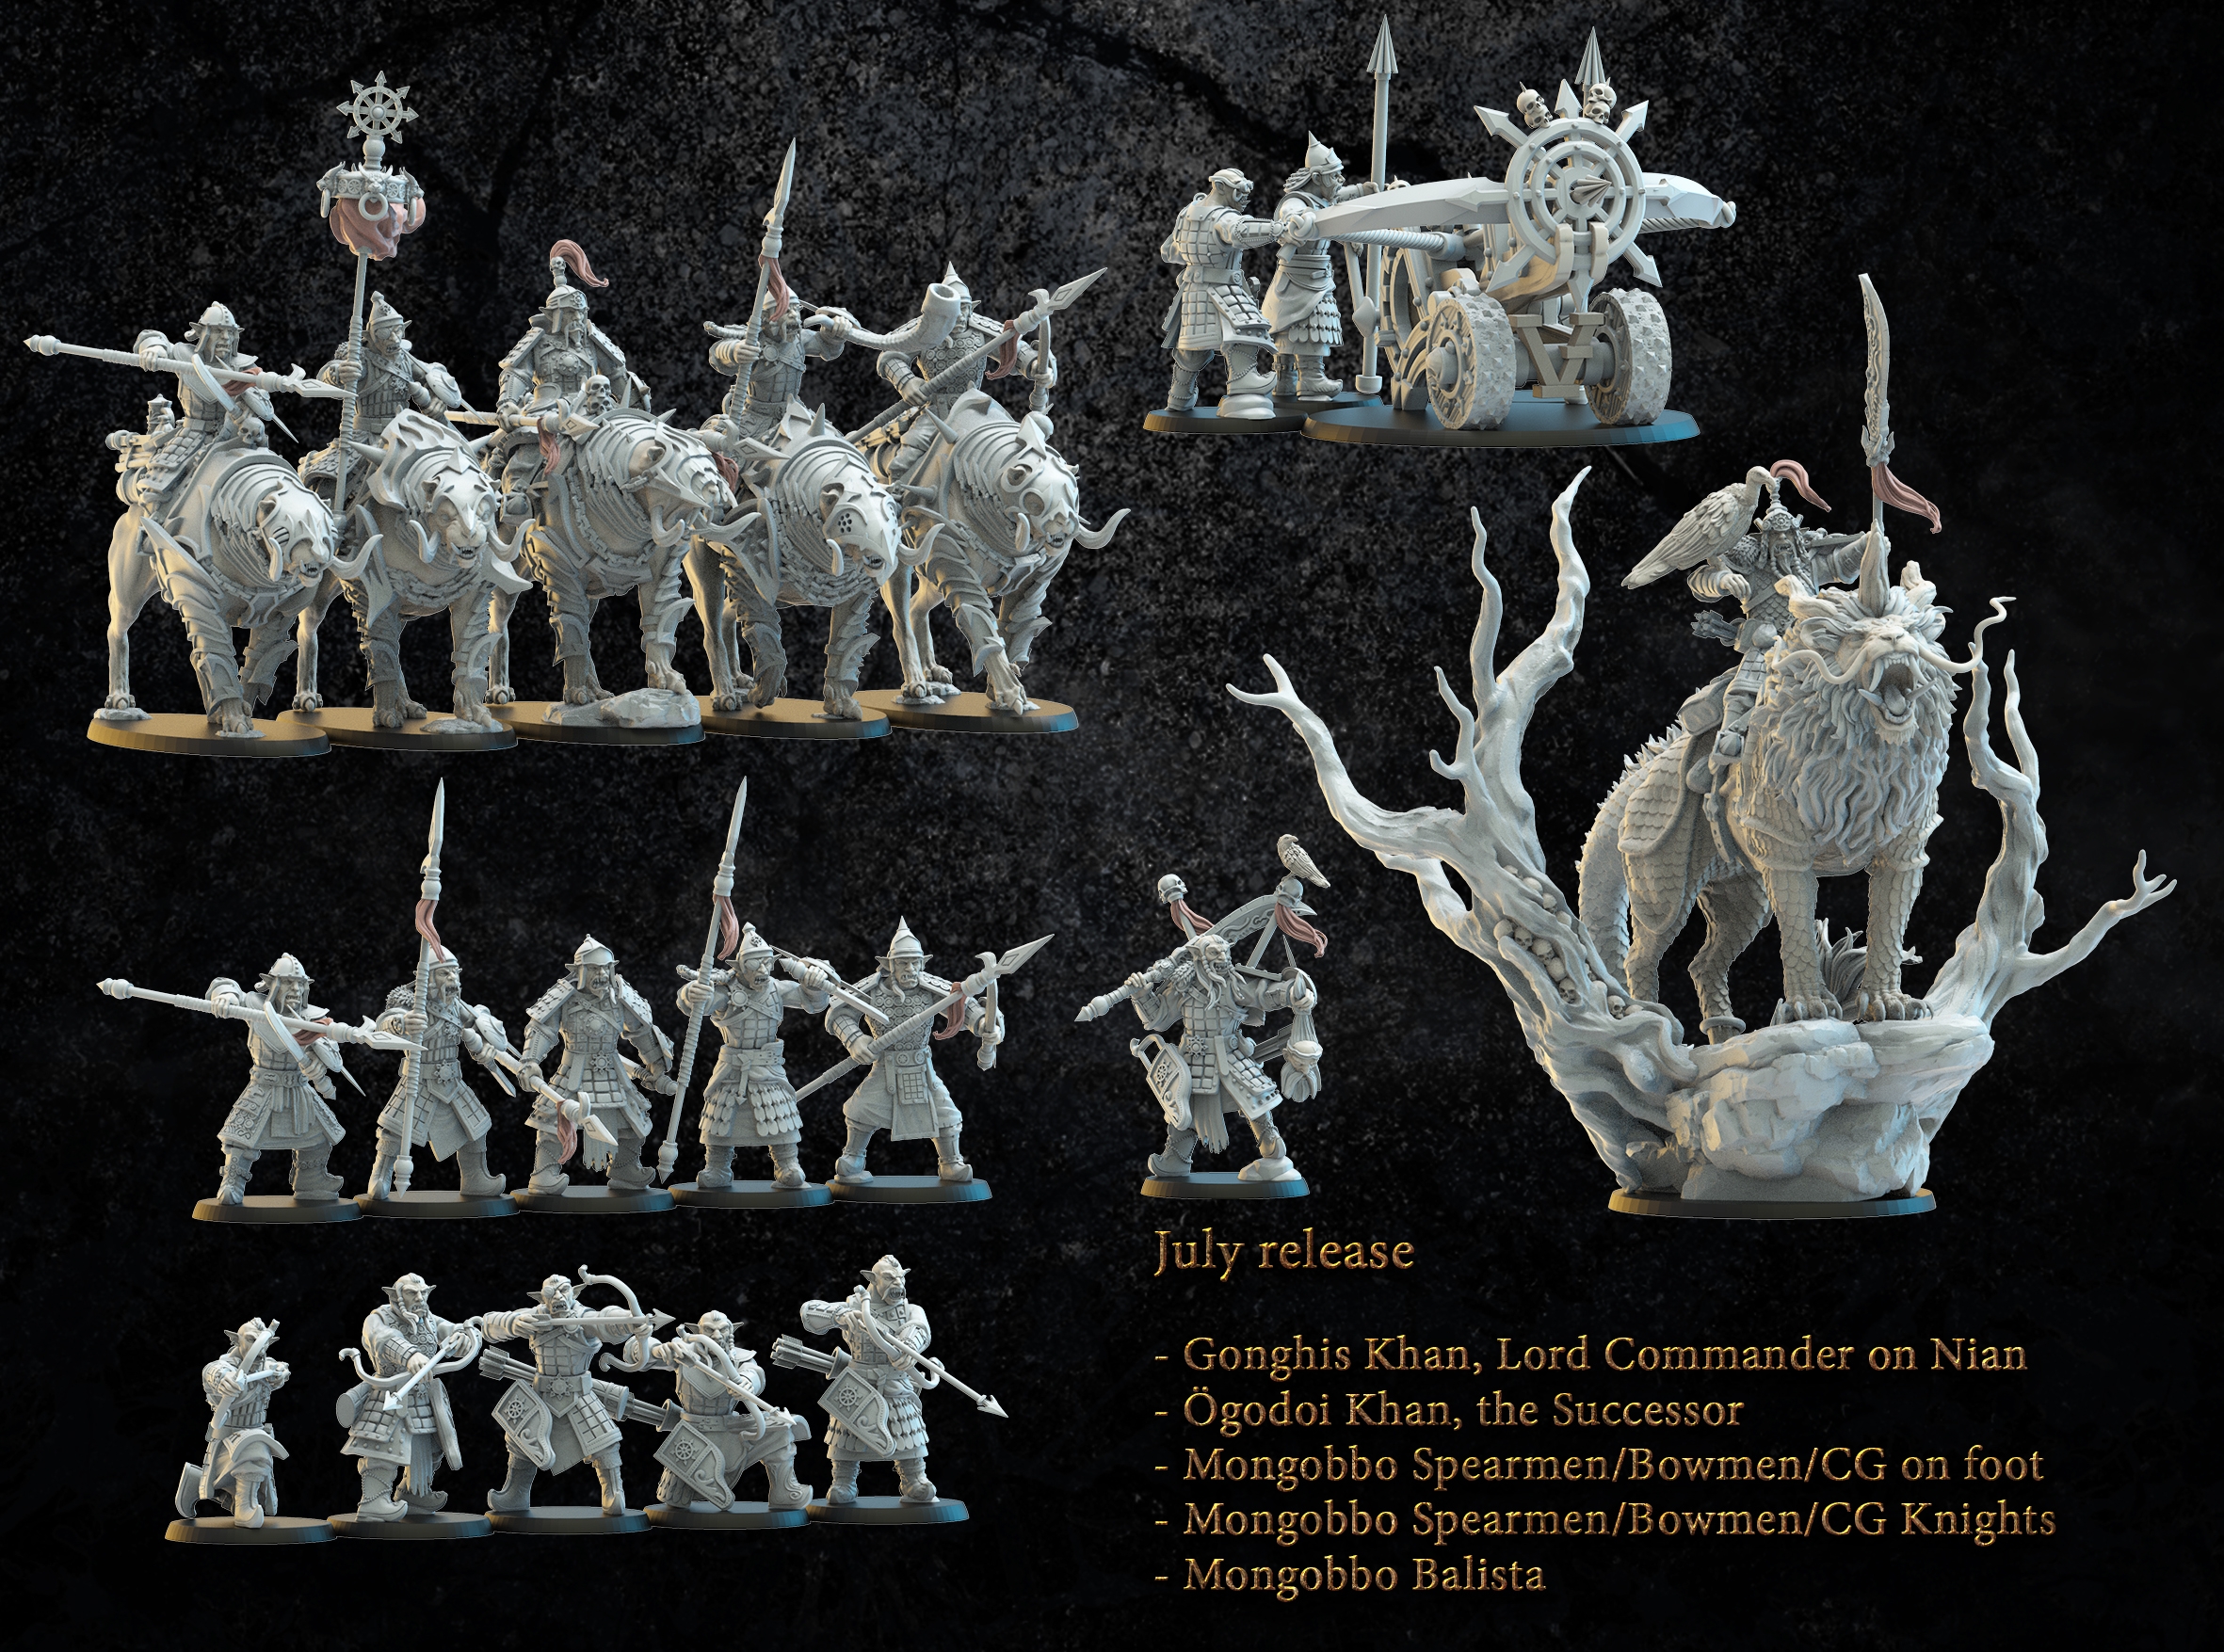 July release
- Gonghis Khan, Lord Commander on Nian
- Ögodoi Khan, the Successor
- Mongobbo Spearmen/Bowmen/CG on foot
- Mongobbo Spearmen/Bowmen/CG Knights
- Mongobbo Balista